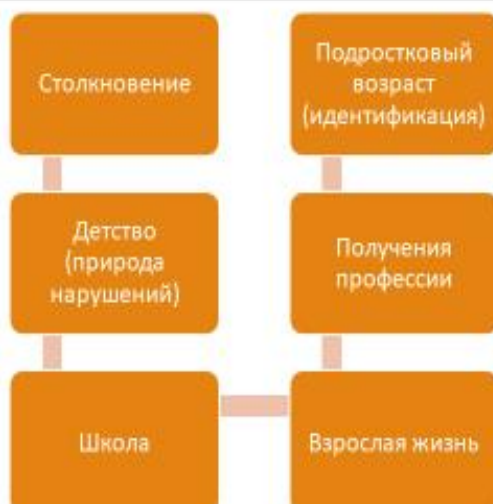 Столкновение
Детство
(природа
нарушений)
Школа
Взрослая жизнь
Получения
профессии
Подростковый
возраст
(идентификация)